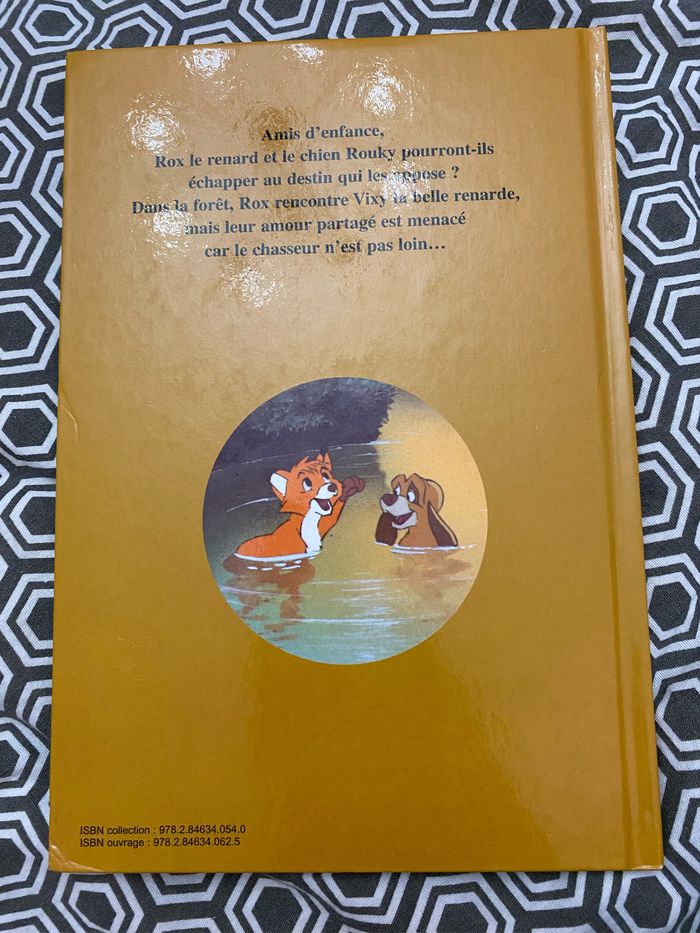 Amis d'enfance,
Rox le renard et le chien Rouky pourront-ils
échapper au destin qui les oppose ?
Dans la forêt, Rox rencontre Vixy la belle renarde,
mais leur amour partagé est menacé
car le chasseur n'est pas loin…
ISBN collection : 978.2.84634.054.0
ISBN ouvrage : 978.2.84634.062.5